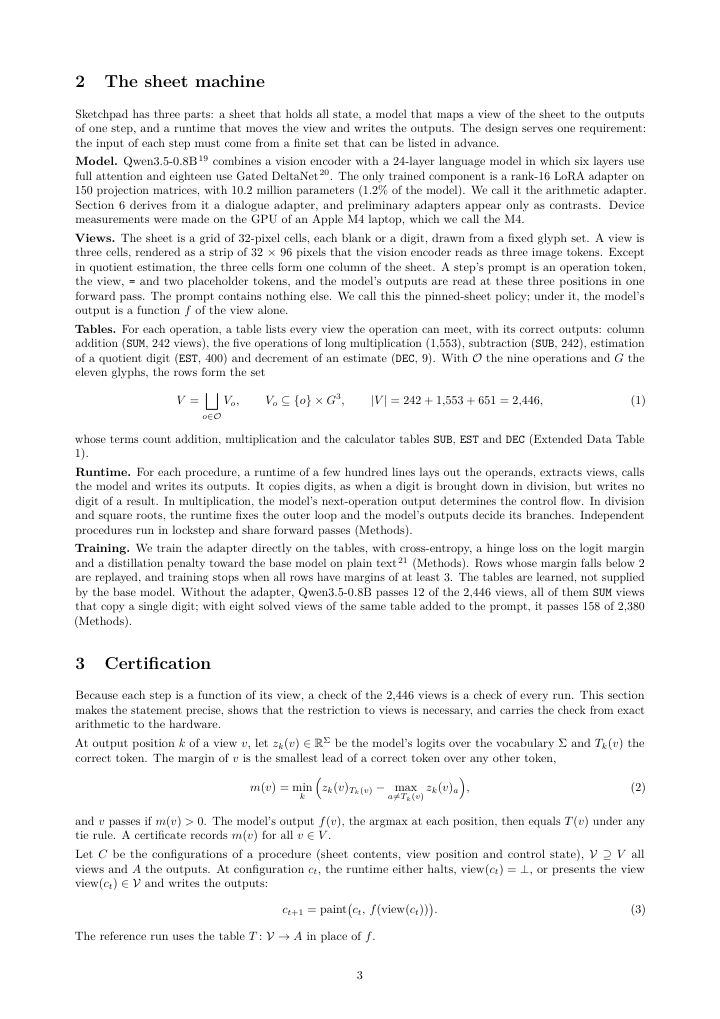 2 The sheet machine
Sketchpad has three parts: a sheet that holds all state, a model that maps a view of the sheet to the outputs
of one step, and a runtime that moves the view and writes the outputs. The design serves one requirement:
the input of each step must come from a finite set that can be listed in advance.
Model. Qwen3.5-0.8B¹⁹ combines a vision encoder with a 24-layer language model in which six layers use
full attention and eighteen use Gated DeltaNet²⁰. The only trained component is a rank-16 LoRA adapter on
150 projection matrices, with 10.2 million parameters (1.2% of the model). We call it the arithmetic adapter.
Section 6 derives from it a dialogue adapter, and preliminary adapters appear only as contrasts. Device
measurements were made on the GPU of an Apple M4 laptop, which we call the M4.
Views. The sheet is a grid of 32-pixel cells, each blank or a digit, drawn from a fixed glyph set. A view is
three cells, rendered as a strip of 32 × 96 pixels that the vision encoder reads as three image tokens. Except
in quotient estimation, the three cells form one column of the sheet. A step's prompt is an operation token,
the view, = and two placeholder tokens, and the model's outputs are read at these three positions in one
forward pass. The prompt contains nothing else. We call this the pinned-sheet policy; under it, the model's
output is a function f of the view alone.
Tables. For each operation, a table lists every view the operation can meet, with its correct outputs: column
addition (SUM, 242 views), the five operations of long multiplication (1,553), subtraction (SUB, 242), estimation
of a quotient digit (EST, 400) and decrement of an estimate (DEC, 9). With 𝒪 the nine operations and G the
eleven glyphs, the rows form the set
V = ⨆_{o∈𝒪} V_o, V_o ⊆ {o} × G³, |V| = 242 + 1,553 + 651 = 2,446, (1)
whose terms count addition, multiplication and the calculator tables SUB, EST and DEC (Extended Data Table
1).
Runtime. For each procedure, a runtime of a few hundred lines lays out the operands, extracts views, calls
the model and writes its outputs. It copies digits, as when a digit is brought down in division, but writes no
digit of a result. In multiplication, the model's next-operation output determines the control flow. In division
and square roots, the runtime fixes the outer loop and the model's outputs decide its branches. Independent
procedures run in lockstep and share forward passes (Methods).
Training. We train the adapter directly on the tables, with cross-entropy, a hinge loss on the logit margin
and a distillation penalty toward the base model on plain text²¹ (Methods). Rows whose margin falls below 2
are replayed, and training stops when all rows have margins of at least 3. The tables are learned, not supplied
by the base model. Without the adapter, Qwen3.5-0.8B passes 12 of the 2,446 views, all of them SUM views
that copy a single digit; with eight solved views of the same table added to the prompt, it passes 158 of 2,380
(Methods).
3 Certification
Because each step is a function of its view, a check of the 2,446 views is a check of every run. This section
makes the statement precise, shows that the restriction to views is necessary, and carries the check from exact
arithmetic to the hardware.
At output position k of a view v, let z_k(v) ∈ ℝ^Σ be the model's logits over the vocabulary Σ and T_k(v) the
correct token. The margin of v is the smallest lead of a correct token over any other token,
m(v) = min_k (z_k(v)_{T_k(v)} − max_{a≠T_k(v)} z_k(v)_a), (2)
and v passes if m(v) > 0. The model's output f(v), the argmax at each position, then equals T(v) under any
tie rule. A certificate records m(v) for all v ∈ V.
Let C be the configurations of a procedure (sheet contents, view position and control state), 𝒱 ⊇ V all
views and A the outputs. At configuration c_t, the runtime either halts, view(c_t) = ⊥, or presents the view
view(c_t) ∈ 𝒱 and writes the outputs:
c_{t+1} = paint(c_t, f(view(c_t))). (3)
The reference run uses the table T: 𝒱 → A in place of f.
3